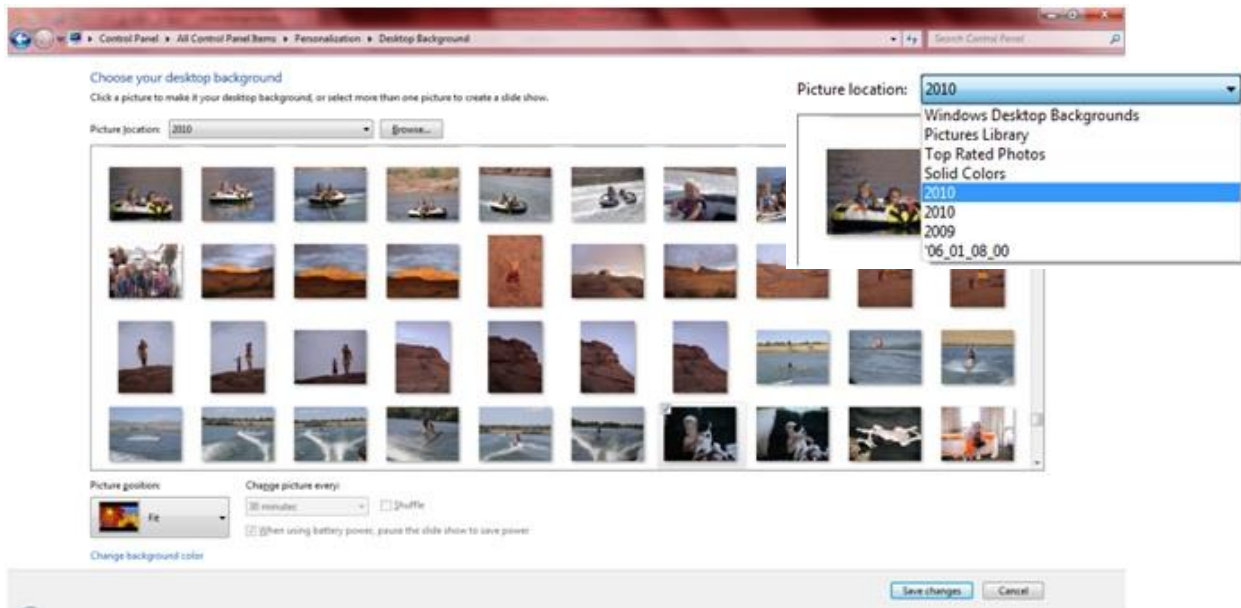 Control Panel ▸ All Control Panel Items ▸ Personalization ▸ Desktop Background
Search Control Panel
Choose your desktop background
Click a picture to make it your desktop background, or select more than one picture to create a slide show.
Picture location: 2010
Browse...
Picture location: 2010
Windows Desktop Backgrounds
Pictures Library
Top Rated Photos
Solid Colors
2010
2010
2009
'06_01_08_00
Picture position:
Fit
Change picture every:
30 minutes
Shuffle
When using battery power, pause the slide show to save power
Change background color
Save changes
Cancel